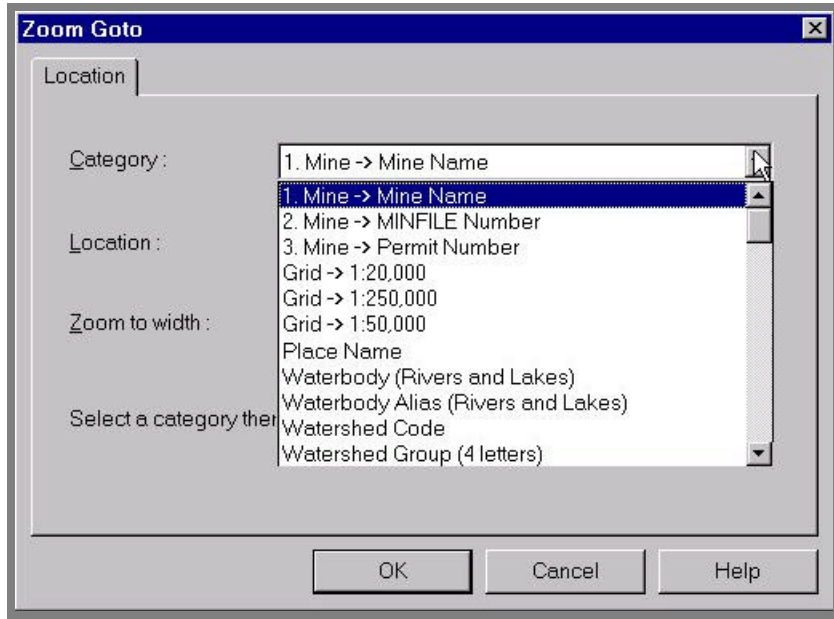 Zoom Goto
Location
Category :
1. Mine -> Mine Name
1. Mine -> Mine Name
2. Mine -> MINFILE Number
3. Mine -> Permit Number
Location :
Grid -> 1:20,000
Grid -> 1:250,000
Zoom to width :
Grid -> 1:50,000
Place Name
Waterbody (Rivers and Lakes)
Waterbody Alias (Rivers and Lakes)
Select a category then
Watershed Code
Watershed Group (4 letters)
OK
Cancel
Help